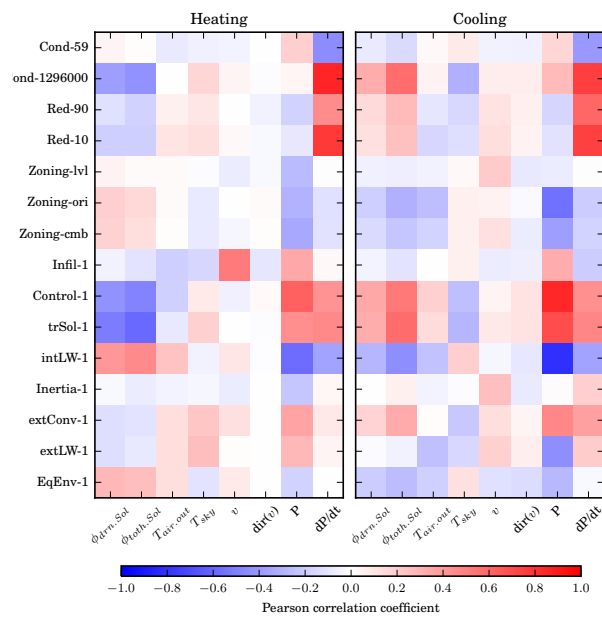 Heating Cooling
Cond-59
ond-1296000
Red-90
Red-10
Zoning-lvl
Zoning-ori
Zoning-cmb
Infil-1
Control-1
trSol-1
intLW-1
Inertia-1
extConv-1
extLW-1
EqEnv-1
ϕdrn.Sol ϕtoth.Sol Tair.out Tsky v dir(v) P dP/dt ϕdrn.Sol ϕtoth.Sol Tair.out Tsky v dir(v) P dP/dt
−1.0 −0.8 −0.6 −0.4 −0.2 0.0 0.2 0.4 0.6 0.8 1.0
Pearson correlation coefficient